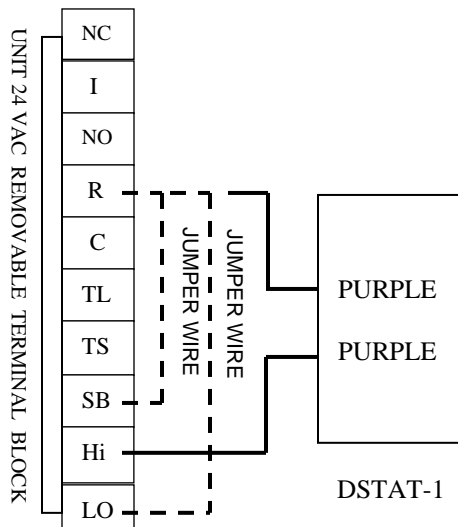 UNIT 24 VAC REMOVABLE TERMINAL BLOCK
NC
I
NO
R
C
TL
TS
SB
Hi
LO
JUMPER WIRE
JUMPER WIRE
PURPLE
PURPLE
DSTAT-1